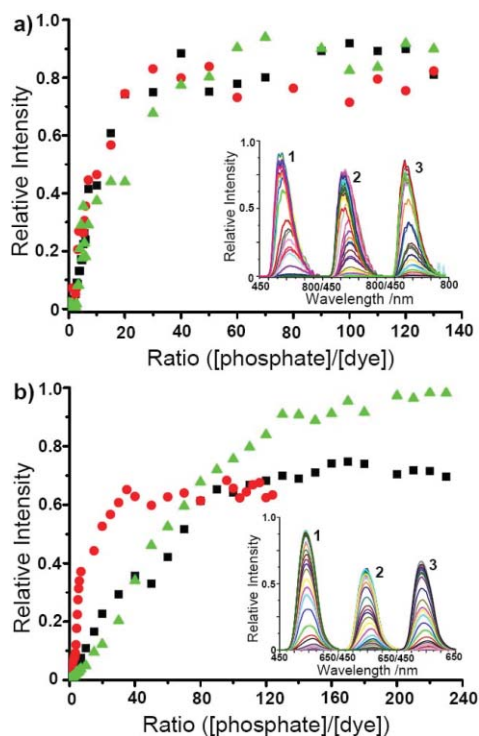 a)
Relative Intensity
1.0
0.8
0.6
0.4
0.2
0
0 20 40 60 80 100 120 140
Ratio ([phosphate]/[dye])
Relative Intensity
1.0
0.5
0
1 2 3
450 800/450 800/450 800
Wavelength /nm
b)
Relative Intensity
1.0
0.8
0.6
0.4
0.2
0
0 40 80 120 160 200 240
Ratio ([phosphate]/[dye])
Relative Intensity
1.0
0.5
0
1 2 3
450 650/450 650/450 650
Wavelength /nm